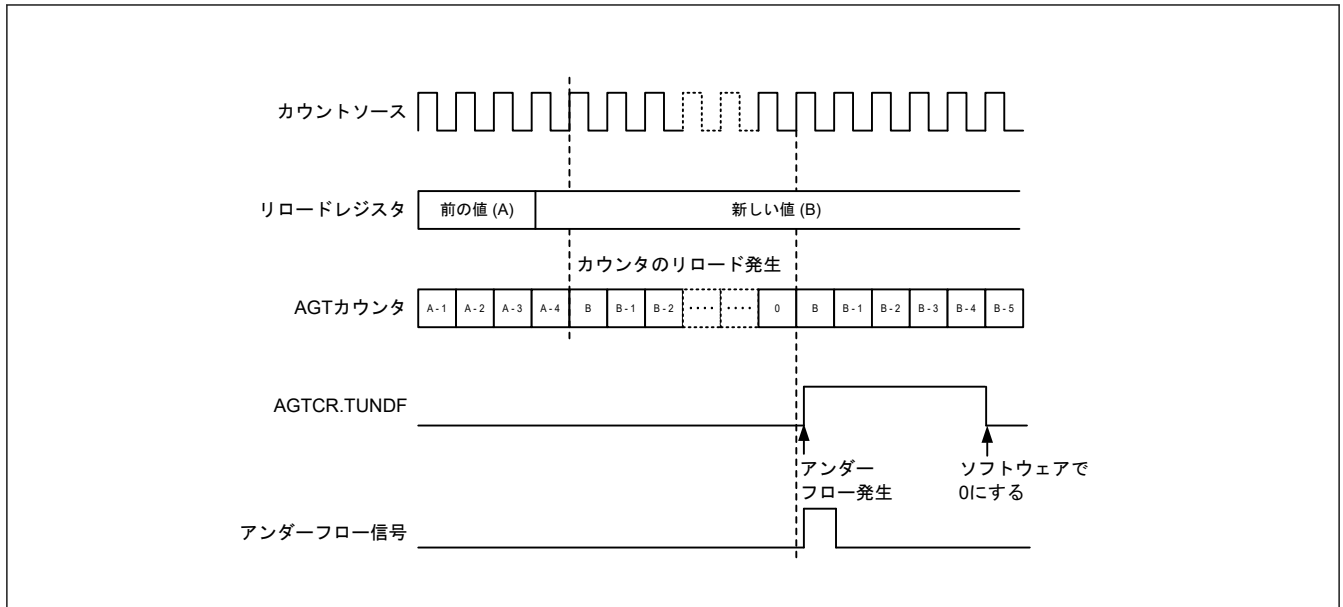 カウントソース
リロードレジスタ
前の値 (A)
新しい値 (B)
カウンタのリロード発生
AGTカウンタ
A - 1 A - 2 A - 3 A - 4 B B - 1 B - 2 ‥‥ ‥‥ 0 B B - 1 B - 2 B - 3 B - 4 B - 5
AGTCR.TUNDF
アンダー
フロー発生
ソフトウェアで
0にする
アンダーフロー信号